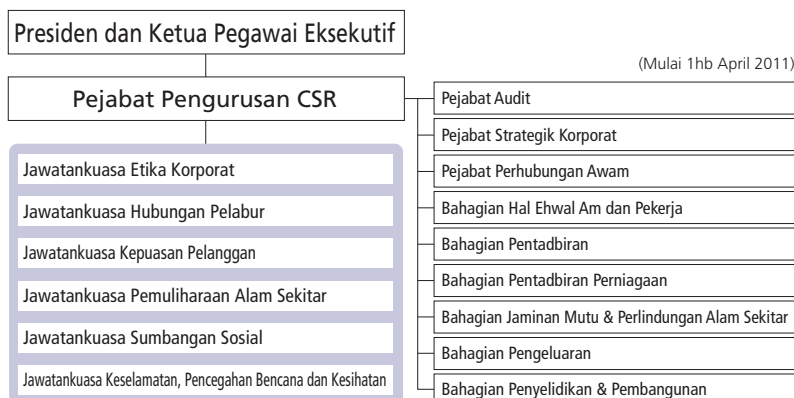 Presiden dan Ketua Pegawai Eksekutif
(Mulai 1hb April 2011)
Pejabat Pengurusan CSR
Jawatankuasa Etika Korporat
Jawatankuasa Hubungan Pelabur
Jawatankuasa Kepuasan Pelanggan
Jawatankuasa Pemuliharaan Alam Sekitar
Jawatankuasa Sumbangan Sosial
Jawatankuasa Keselamatan, Pencegahan Bencana dan Kesihatan
Pejabat Audit
Pejabat Strategik Korporat
Pejabat Perhubungan Awam
Bahagian Hal Ehwal Am dan Pekerja
Bahagian Pentadbiran
Bahagian Pentadbiran Perniagaan
Bahagian Jaminan Mutu & Perlindungan Alam Sekitar
Bahagian Pengeluaran
Bahagian Penyelidikan & Pembangunan